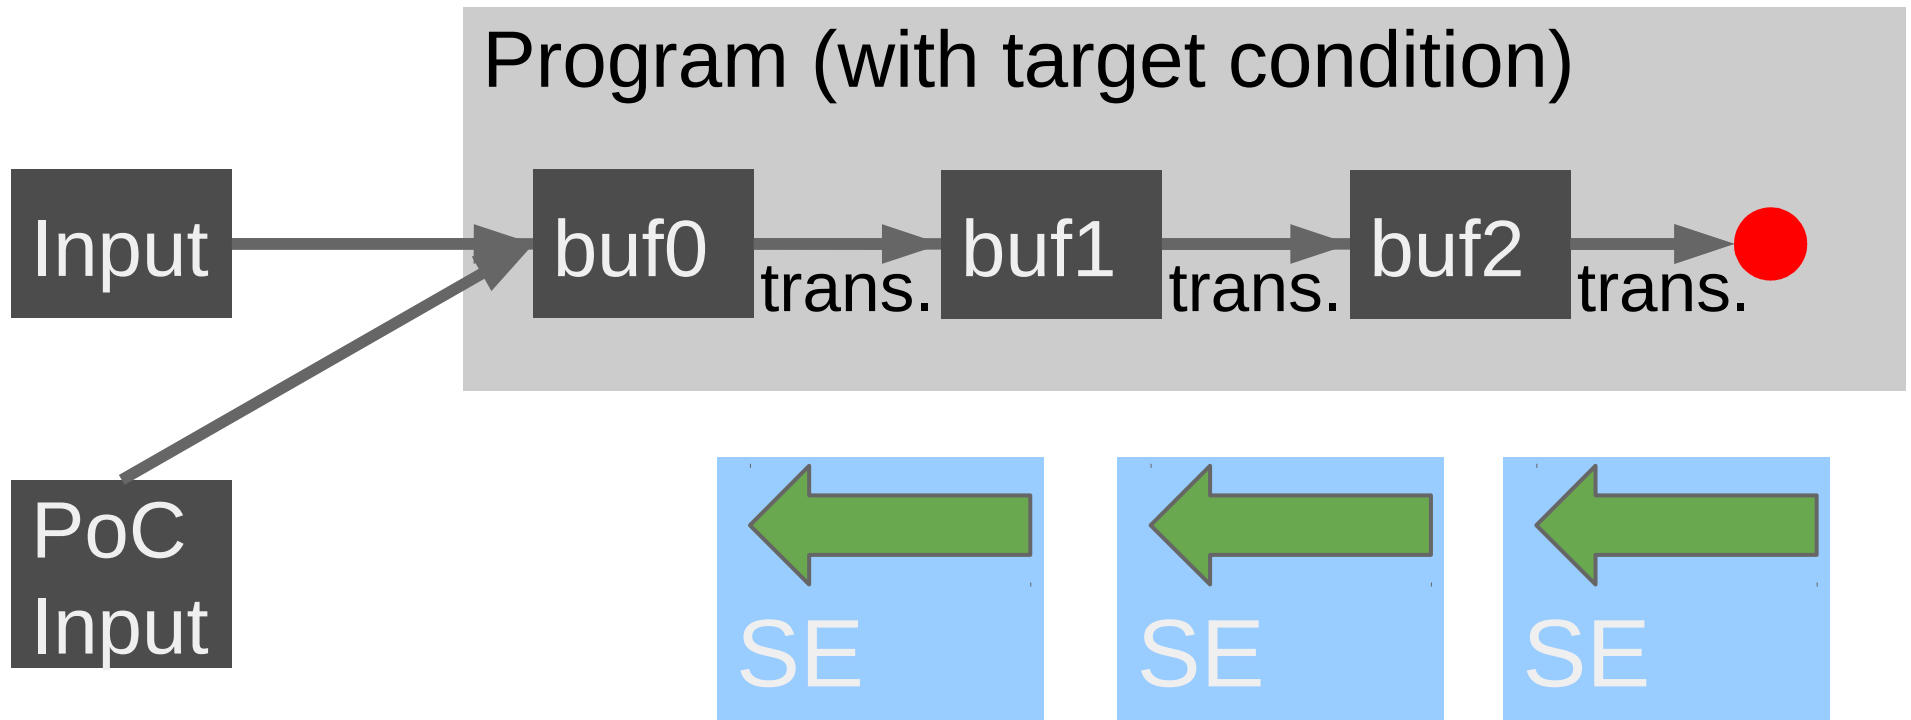 Program (with target condition)
Input
buf0
buf1
buf2
trans.
trans.
trans.
PoC
Input
SE
SE
SE